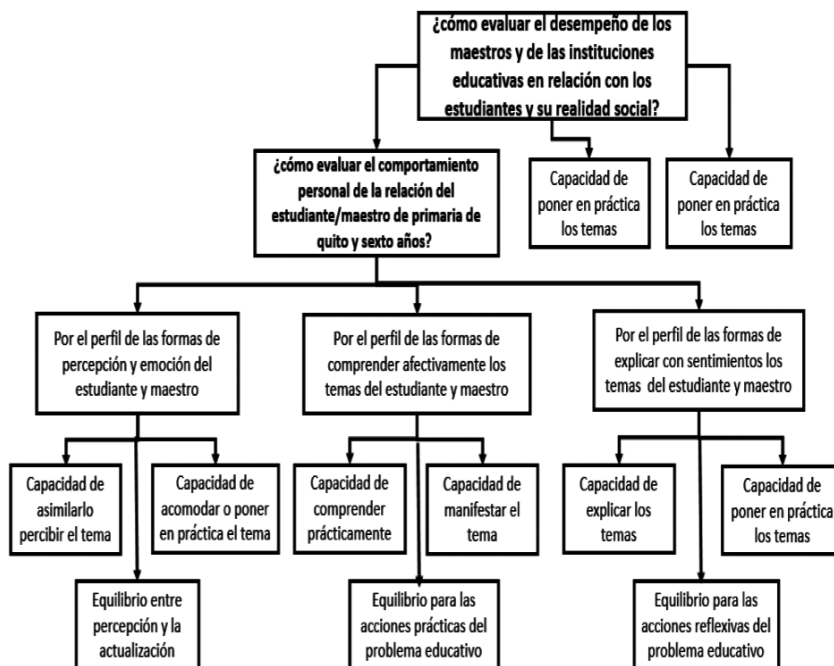 ¿cómo evaluar el desempeño de los
maestros y de las instituciones
educativas en relación con los
estudiantes y su realidad social?
¿cómo evaluar el comportamiento
personal de la relación del
estudiante/maestro de primaria de
quito y sexto años?
Capacidad de
poner en práctica
los temas
Capacidad de
poner en práctica
los temas
Por el perfil de las formas de
percepción y emoción del
estudiante y maestro
Por el perfil de las formas de
comprender afectivamente los
temas del estudiante y maestro
Por el perfil de las formas de
explicar con sentimientos los
temas del estudiante y maestro
Capacidad de
asimilarlo
percibir el tema
Capacidad de
acomodar o poner
en práctica el tema
Capacidad de
comprender
prácticamente
Capacidad de
manifestar el
tema
Capacidad de
explicar los
temas
Capacidad de
poner en práctica
los temas
Equilibrio entre
percepción y la
actualización
Equilibrio para las
acciones prácticas del
problema educativo
Equilibrio para las
acciones reflexivas del
problema educativo